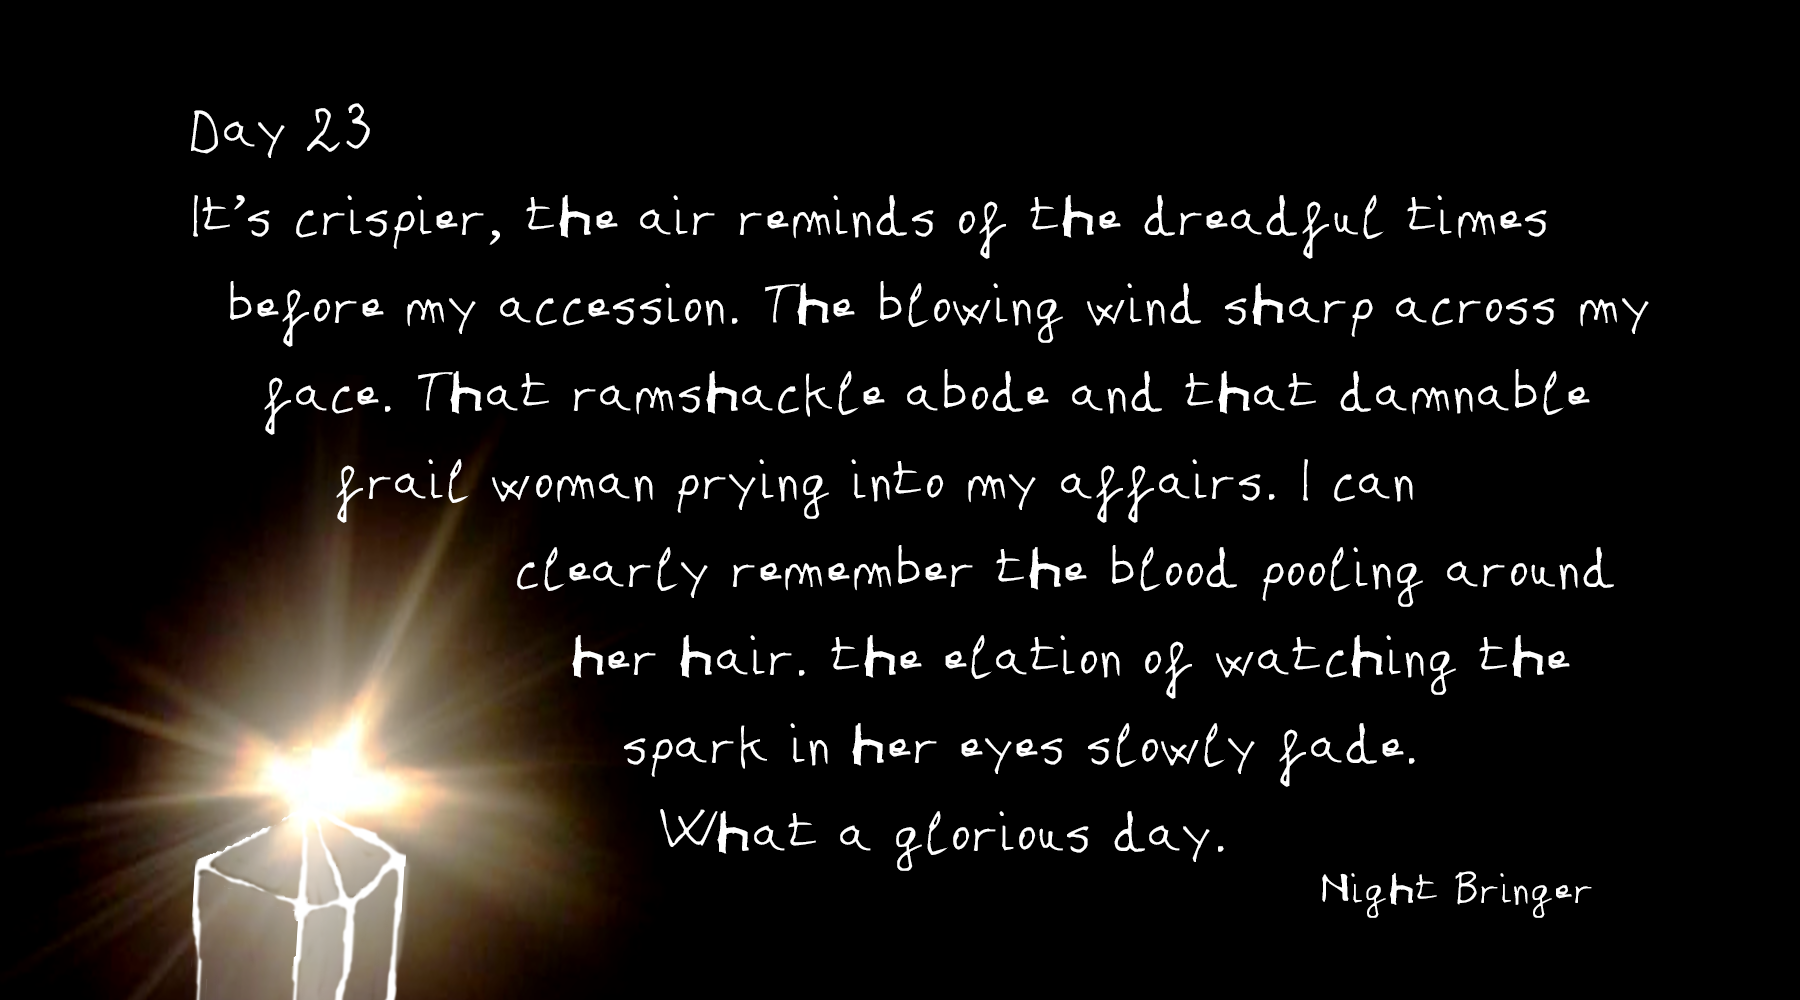 Day 23
It's crispier, the air reminds of the dreadful times
before my accession. The blowing wind sharp across my
face. That ramshackle abode and that damnable
frail woman prying into my affairs. I can
clearly remember the blood pooling around
her hair. the elation of watching the
spark in her eyes slowly fade.
What a glorious day.
Night Bringer